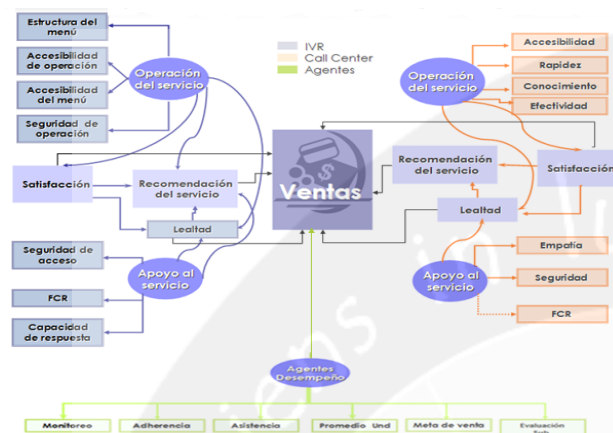 Estructura del
menú
Accesibilidad
de operación
Accesibilidad
del menú
Seguridad de
operación
Operación
del servicio
IVR
Call Center
Agentes
Operación
del servicio
Accesibilidad
Rapidez
Conocimiento
Efectividad
Satisfacción
Recomendación
del servicio
Lealtad
Ventas
Recomendación
del servicio
Satisfacción
Lealtad
Seguridad de
acceso
FCR
Capacidad
de respuesta
Apoyo al
servicio
Apoyo al
servicio
Empatía
Seguridad
FCR
Agentes
Desempeño
Monitoreo
Adherencia
Asistencia
Promedio Und
Meta de venta
Evaluación